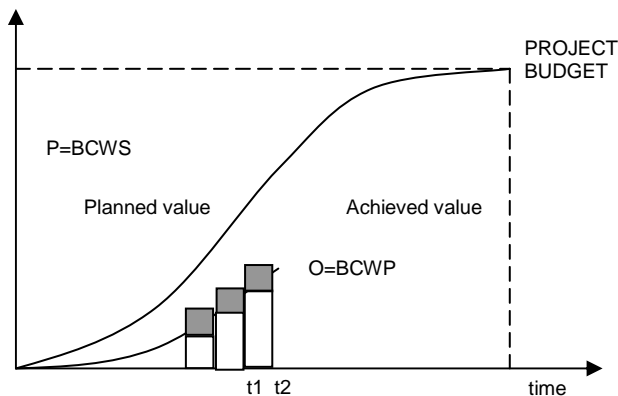 PROJECT
BUDGET
P=BCWS
Planned value
Achieved value
O=BCWP
t1 t2
time